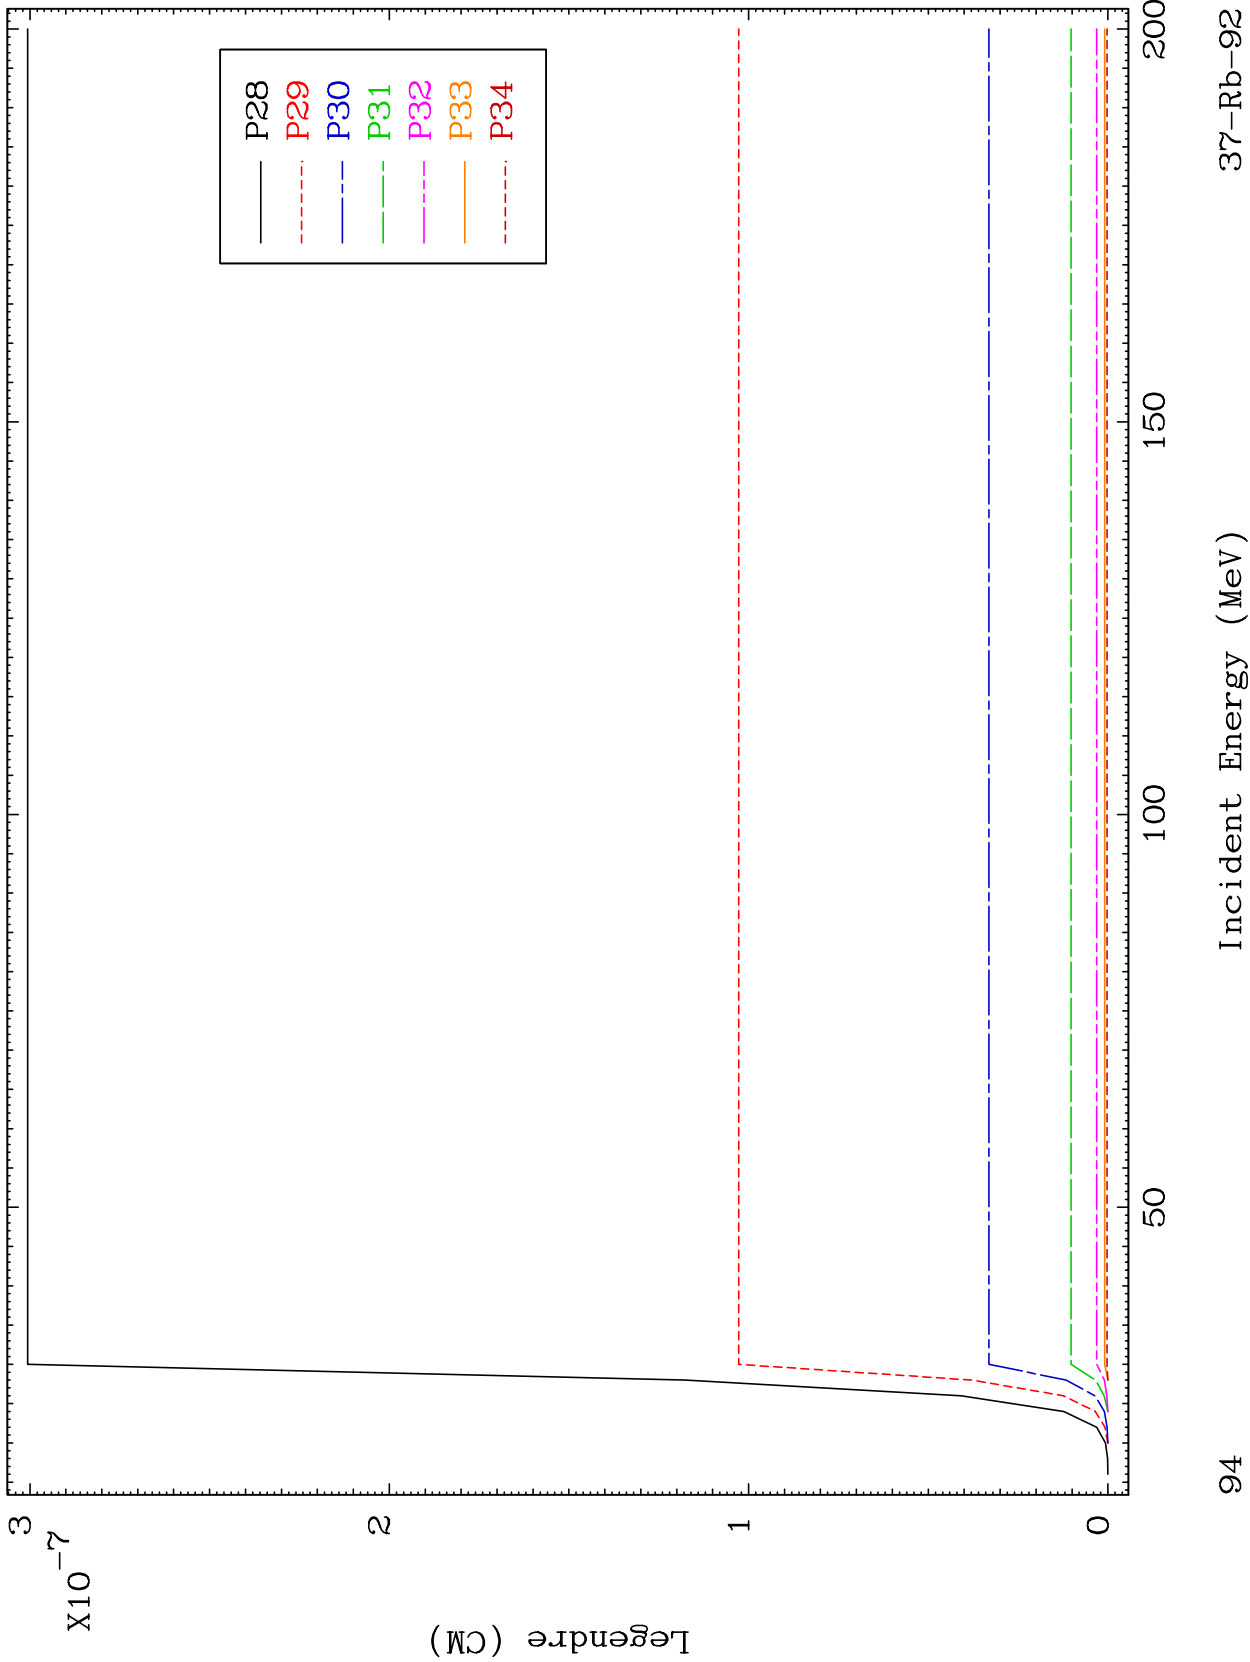 X10-7
3
2
1
0
Legendre (CM)
P28
P29
P30
P31
P32
P33
P34
50
100
150
200
Incident Energy (MeV)
94
37-Rb-92